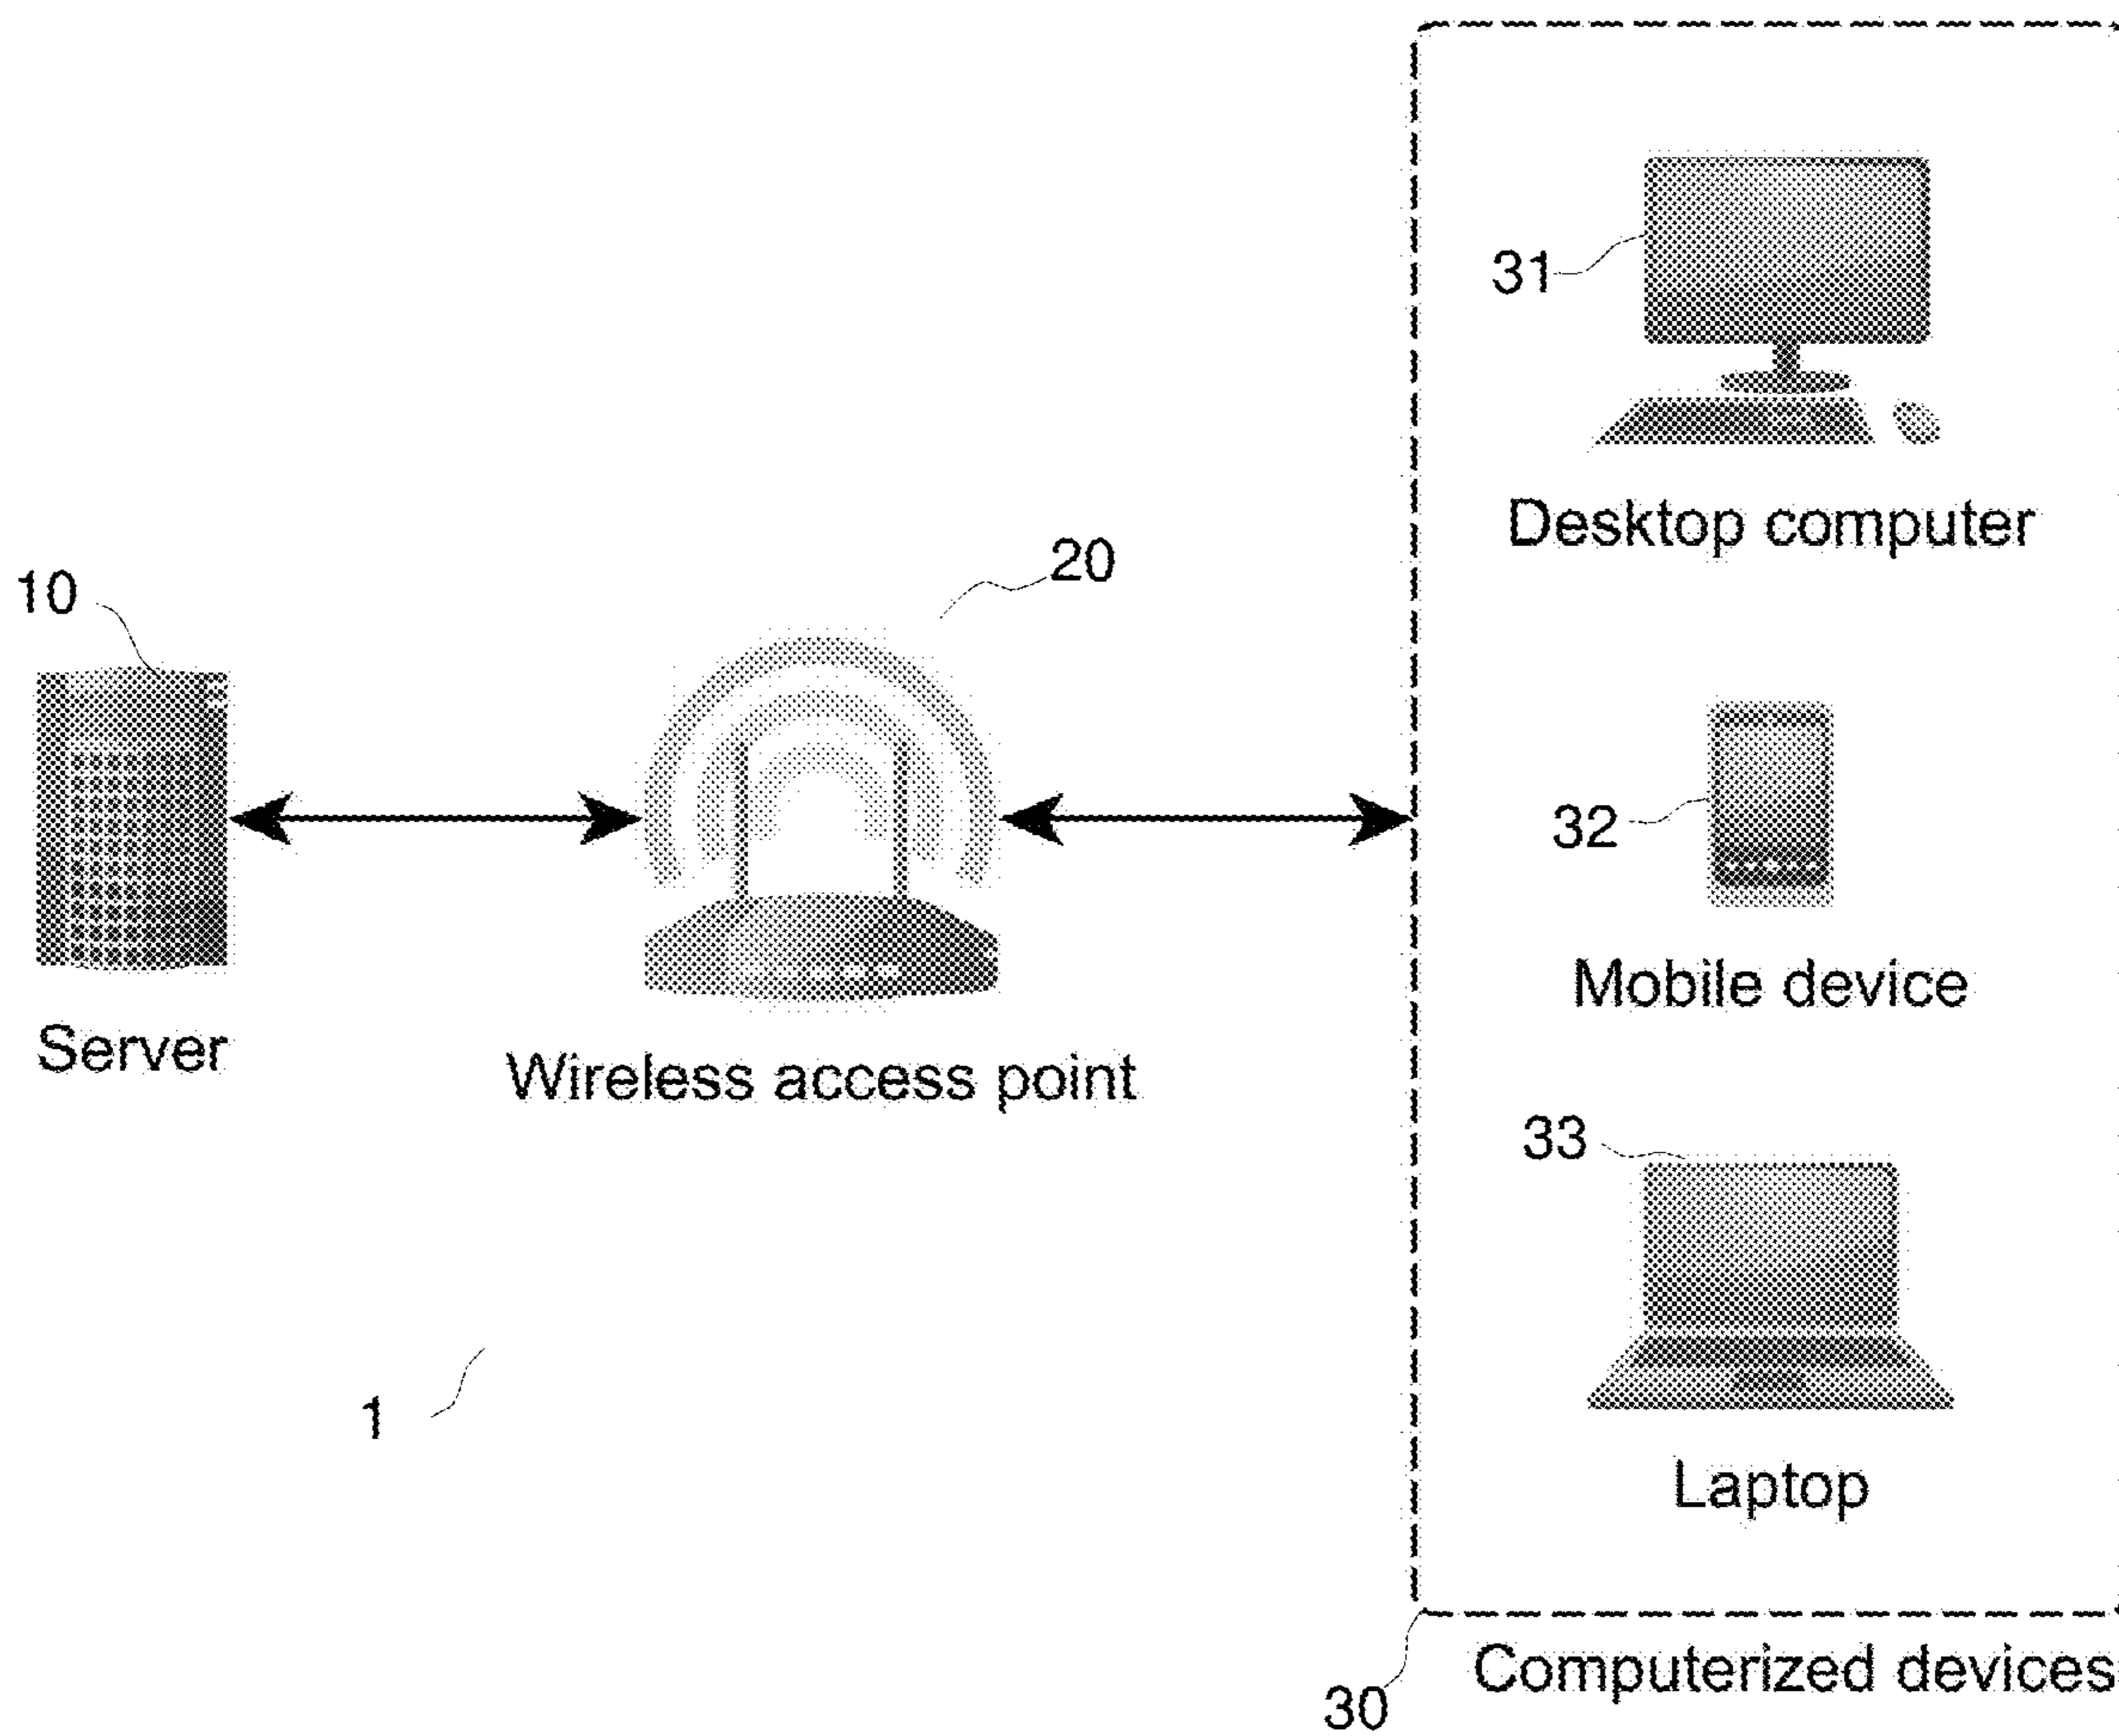 31
Desktop computer
20
10
32
Mobile device
Server
Wireless access point
33
1
Laptop
Computerized devices
30